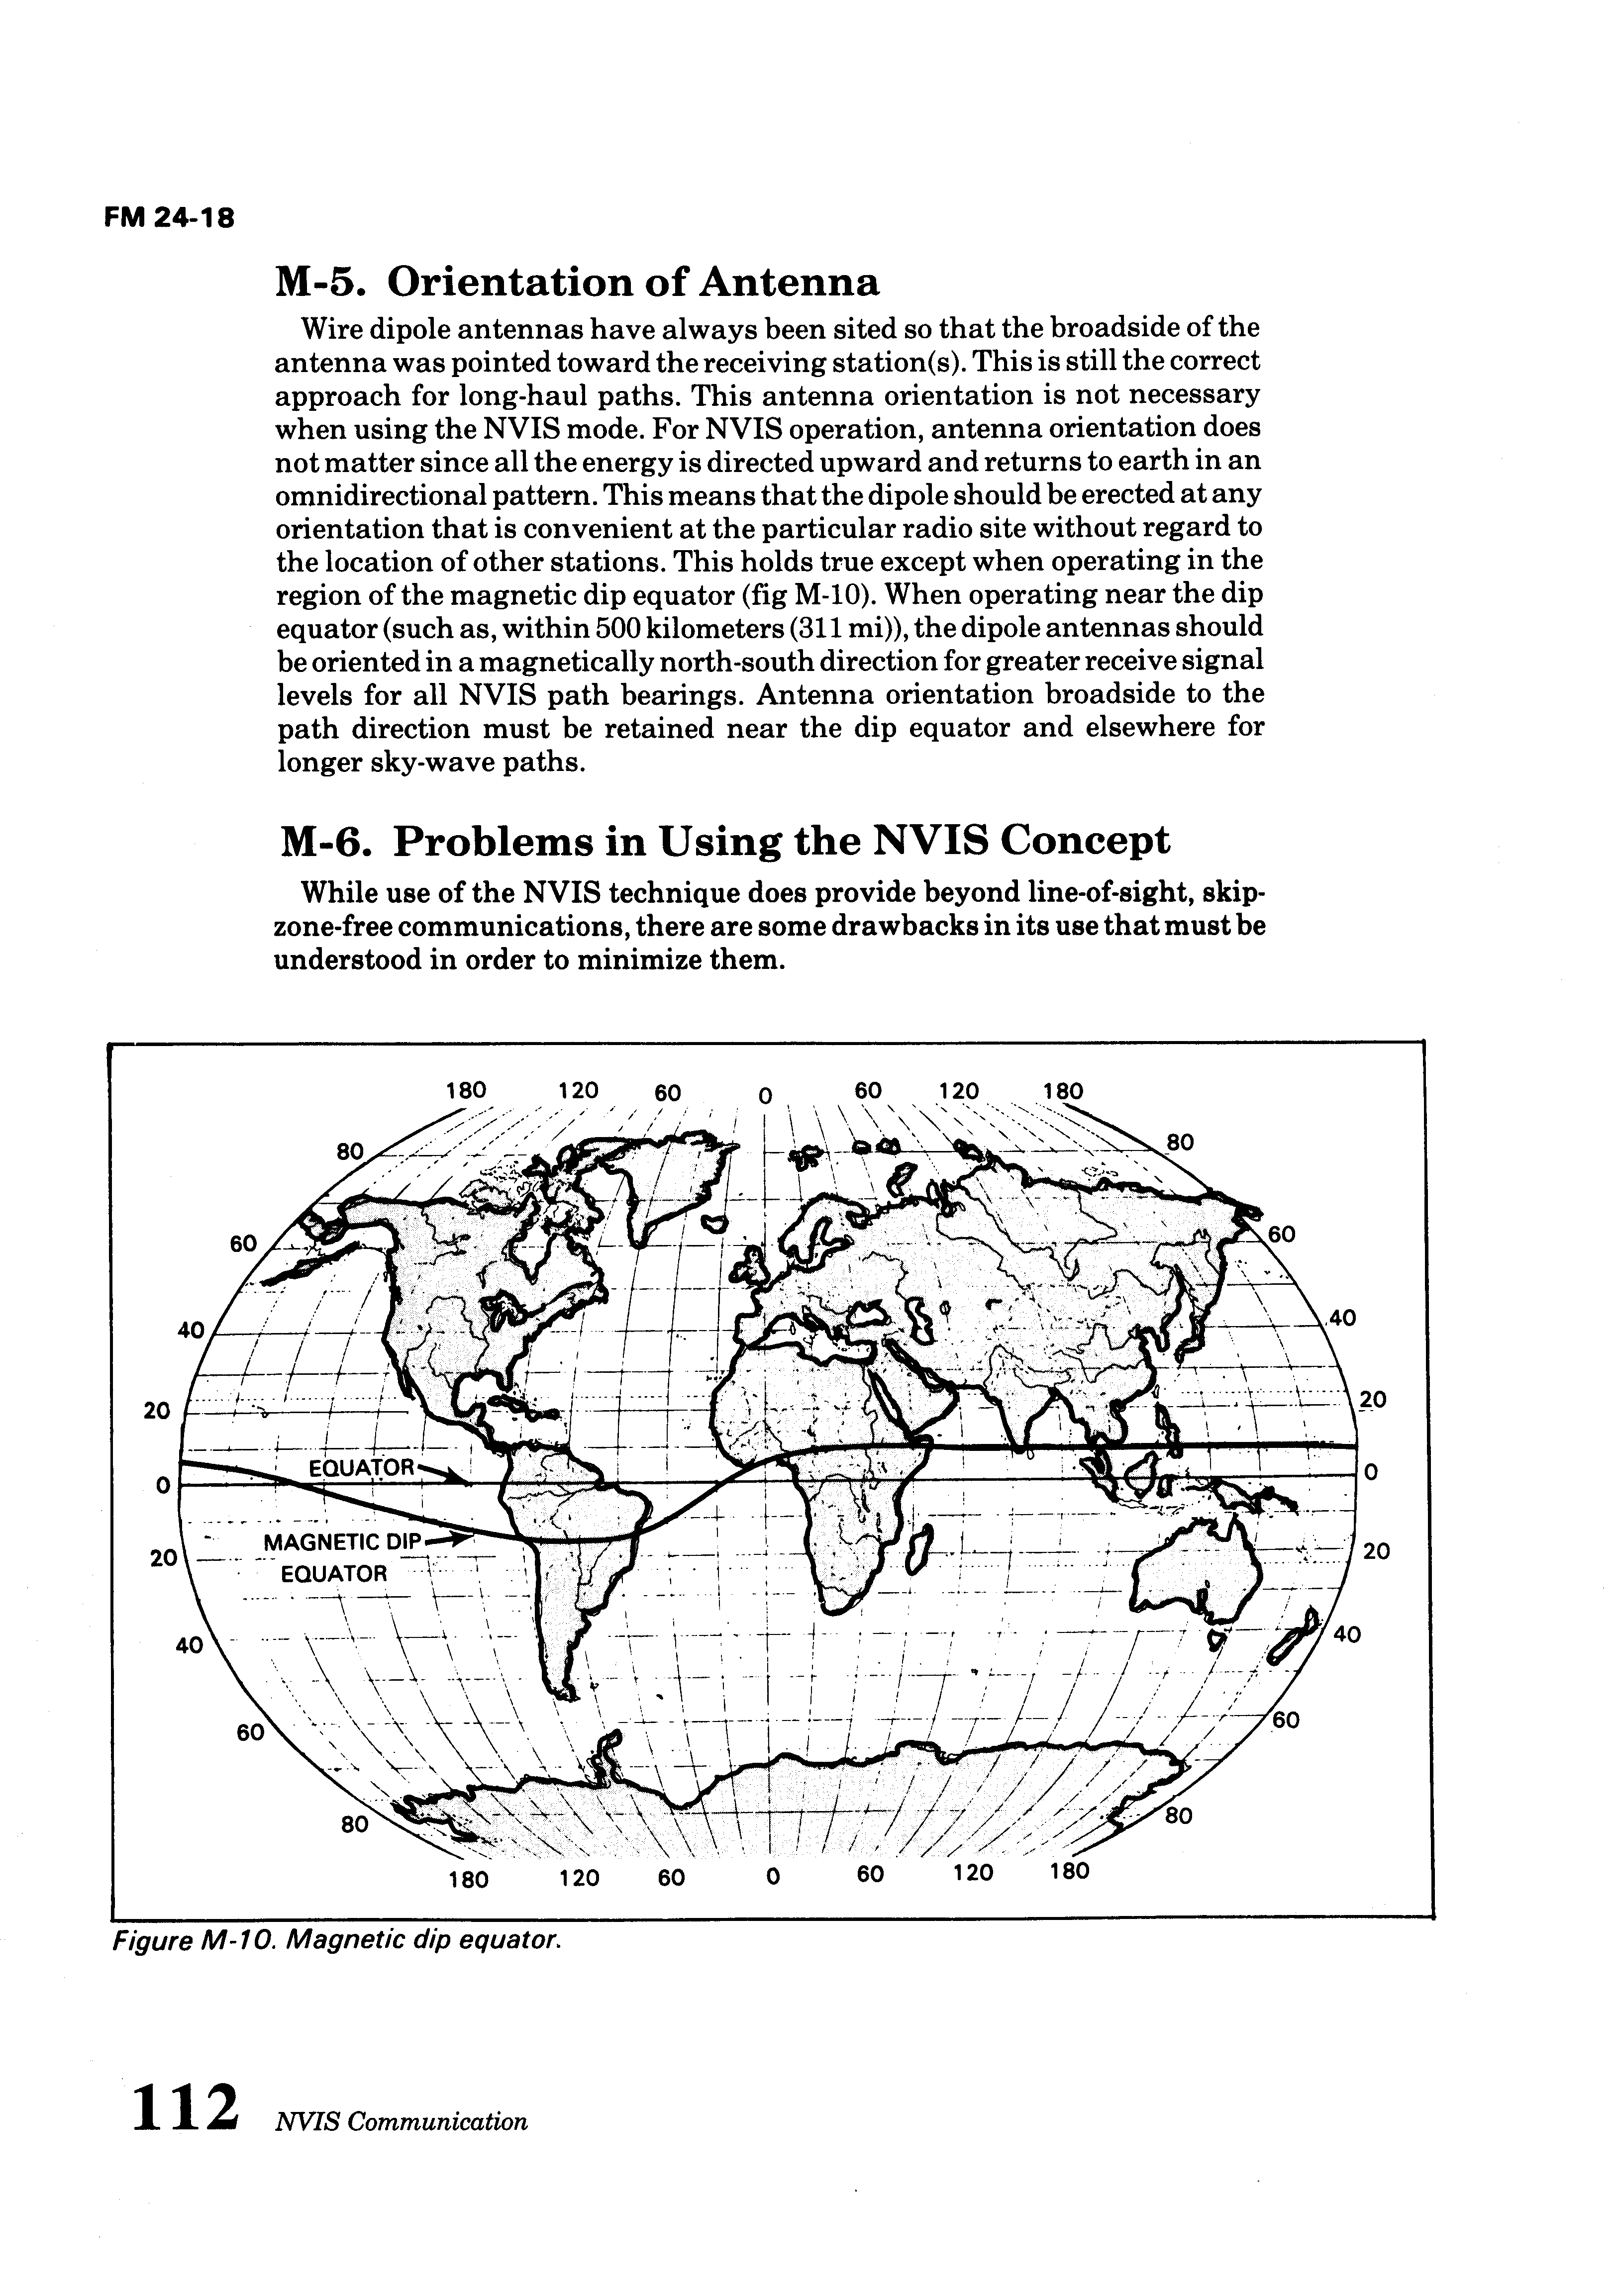 FM 24-18
M-5. Orientation of Antenna
Wire dipole antennas have always been sited so that the broadside of the
antenna was pointed toward the receiving station(s). This is still the correct
approach for long-haul paths. This antenna orientation is not necessary
when using the NVIS mode. For NVIS operation, antenna orientation does
not matter since all the energy is directed upward and returns to earth in an
omnidirectional pattern. This means that the dipole should be erected at any
orientation that is convenient at the particular radio site without regard to
the location of other stations. This holds true except when operating in the
region of the magnetic dip equator (fig M-10). When operating near the dip
equator (such as, within 500 kilometers (311 mi)), the dipole antennas should
be oriented in a magnetically north-south direction for greater receive signal
levels for all NVIS path bearings. Antenna orientation broadside to the
path direction must be retained near the dip equator and elsewhere for
longer sky-wave paths.
M-6. Problems in Using the NVIS Concept
While use of the NVIS technique does provide beyond line-of-sight, skip-
zone-free communications, there are some drawbacks in its use that must be
understood in order to minimize them.
180 120 60 0 60 120 180
80 80
60 60
40 40
20 20
EQUATOR
0 0
MAGNETIC DIP
20 20
EQUATOR
40 40
60 60
80 80
180 120 60 0 60 120 180
Figure M-10. Magnetic dip equator.
112 NVIS Communication